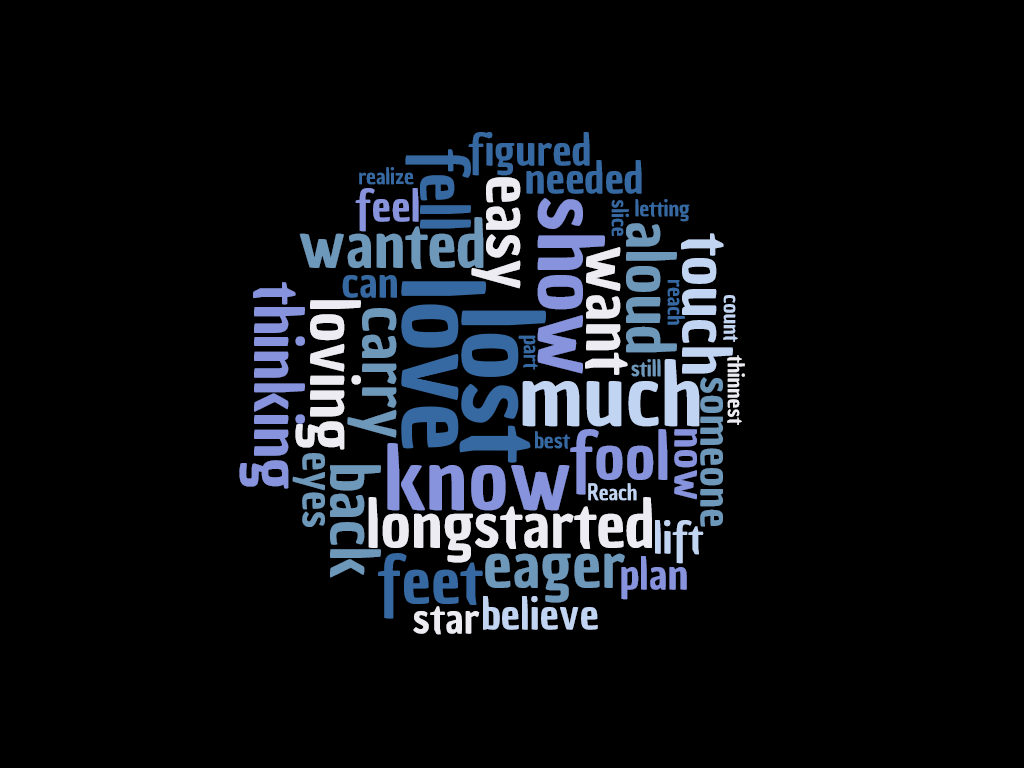 figured
realize
fell
needed
feel
easy
show
slice
letting
wanted
want
aloud
touch
can
reach
thinking
loving
carry
love
lost
part
count
still
thinnest
much
someone
best
fool
now
know
eyes
back
Reach
long
started
lift
feet
eager
plan
star
believe